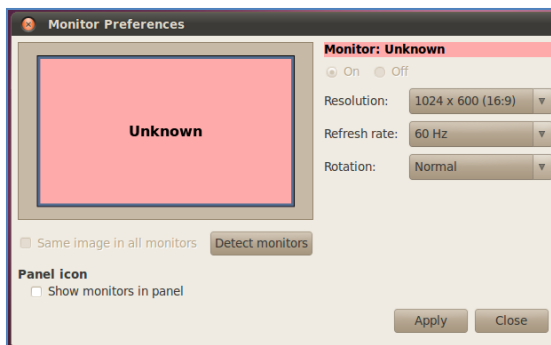 Monitor Preferences
Monitor: Unknown
On Off
Unknown
Resolution: 1024 x 600 (16:9)
Refresh rate: 60 Hz
Rotation: Normal
Same image in all monitors Detect monitors
Panel icon
Show monitors in panel
Apply Close